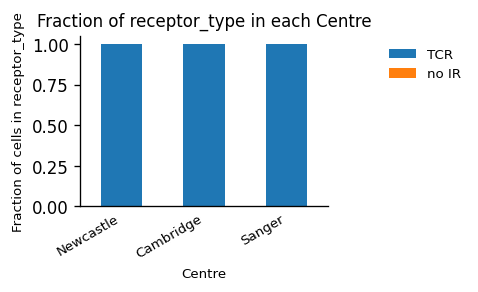 Fraction of receptor_type in each Centre
Fraction of cells in receptor_type
1.00
0.75
0.50
0.25
0.00
Newcastle
Cambridge
Sanger
Centre
TCR
no IR